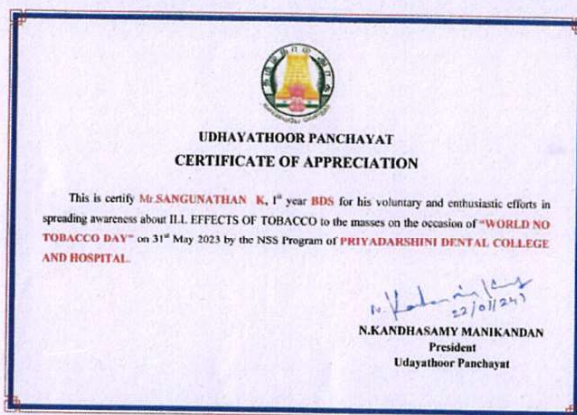 UDHAYATHOOR PANCHAYAT
CERTIFICATE OF APPRECIATION
This is certify Mr.SANGUNATHAN K, Iˢᵗ year BDS for his voluntary and enthusiastic efforts in
spreading awareness about ILL EFFECTS OF TOBACCO to the masses on the occasion of “WORLD NO
TOBACCO DAY” on 31ˢᵗ May 2023 by the NSS Program of PRIYADARSHINI DENTAL COLLEGE
AND HOSPITAL.
N.KANDHASAMY MANIKANDAN
President
Udayathoor Panchayat